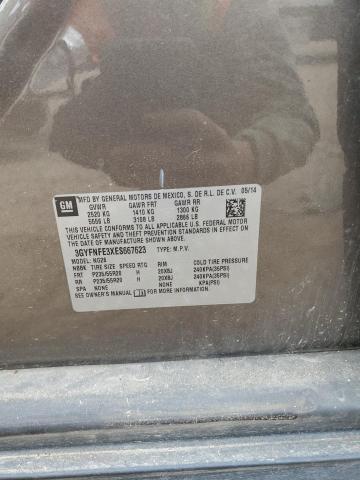 MFD BY GENERAL MOTORS DE MEXICO, S. DE R.L. DE C.V. 05/14
GVWR GAWR FRT GAWR RR
2520 KG 1410 KG 1300 KG
5556 LB 3108 LB 2866 LB
GM
THIS VEHICLE CONFORMS TO ALL APPLICABLE U.S. FEDERAL MOTOR
VEHICLE SAFETY AND THEFT PREVENTION STANDARDS IN EFFECT ON
THE DATE OF MANUFACTURE SHOWN ABOVE.
3GYFNFE3XES667623 TYPE: M.P.V.
MODEL:
TIRE SIZE SPEED RTG RIM COLD TIRE PRESSURE
FRT P235/55R20 H 20X8J 240KPA(35PSI)
RR P235/55R20 H 20X8J 240KPA(35PSI)
SPA NONE NONE KPA(PSI)
SEE OWNER'S MANUAL FOR MORE INFORMATION.